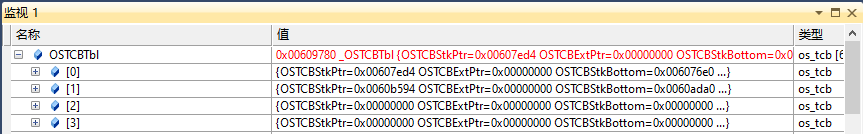 监视 1
名称 值 类型
OSTCBTbl 0x00609780 _OSTCBTbl {OSTCBStkPtr=0x00607ed4 OSTCBExtPtr=0x00000000 OSTCBStkBottom=0x0 os_tcb [6
[0] {OSTCBStkPtr=0x00607ed4 OSTCBExtPtr=0x00000000 OSTCBStkBottom=0x006076e0 ...} os_tcb
[1] {OSTCBStkPtr=0x0060b594 OSTCBExtPtr=0x00000000 OSTCBStkBottom=0x0060ada0 ...} os_tcb
[2] {OSTCBStkPtr=0x00000000 OSTCBExtPtr=0x00000000 OSTCBStkBottom=0x00000000 ...} os_tcb
[3] {OSTCBStkPtr=0x00000000 OSTCBExtPtr=0x00000000 OSTCBStkBottom=0x00000000 ...} os_tcb